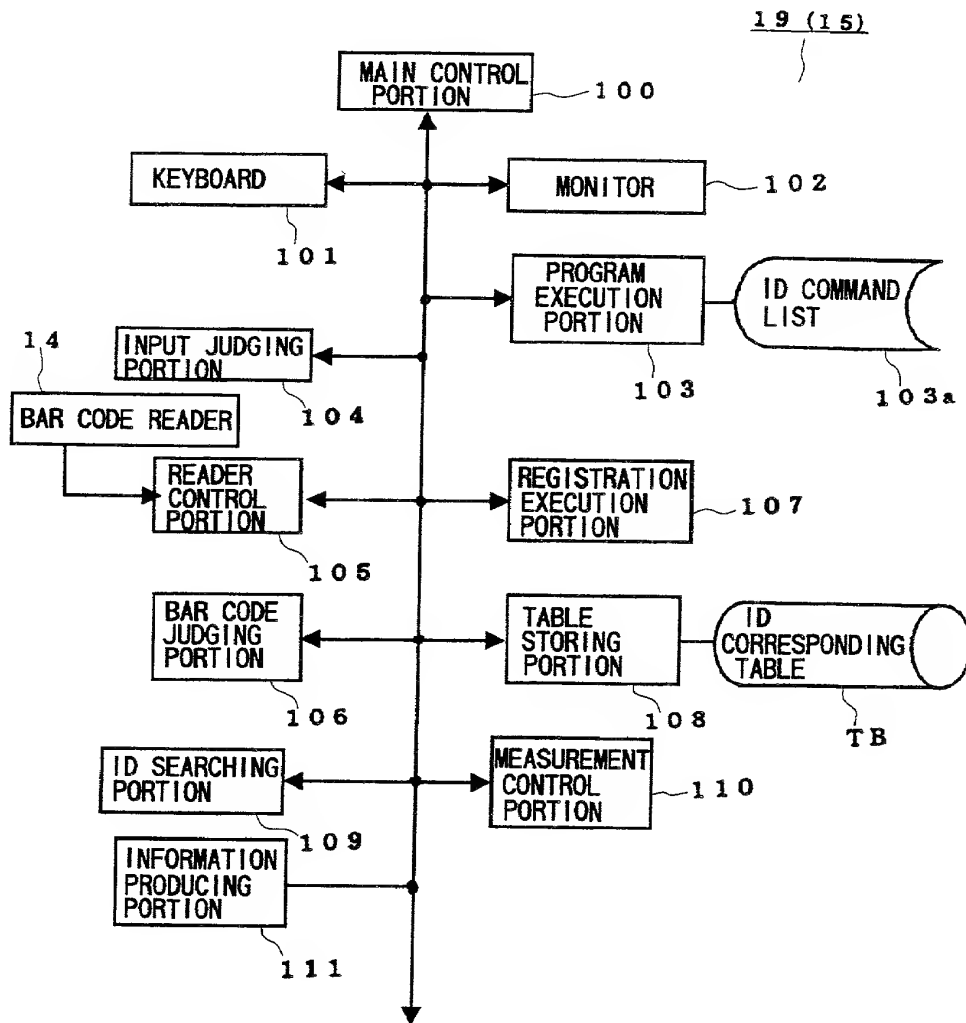 19 (15)
MAIN CONTROL
PORTION
100
KEYBOARD
101
MONITOR
102
PROGRAM
EXECUTION
PORTION
103
ID COMMAND
LIST
103a
INPUT JUDGING
PORTION
104
14
BAR CODE READER
READER
CONTROL
PORTION
105
REGISTRATION
EXECUTION
PORTION
107
BAR CODE
JUDGING
PORTION
106
TABLE
STORING
PORTION
108
ID
CORRESPONDING
TABLE
TB
ID SEARCHING
PORTION
109
MEASUREMENT
CONTROL
PORTION
110
INFORMATION
PRODUCING
PORTION
111